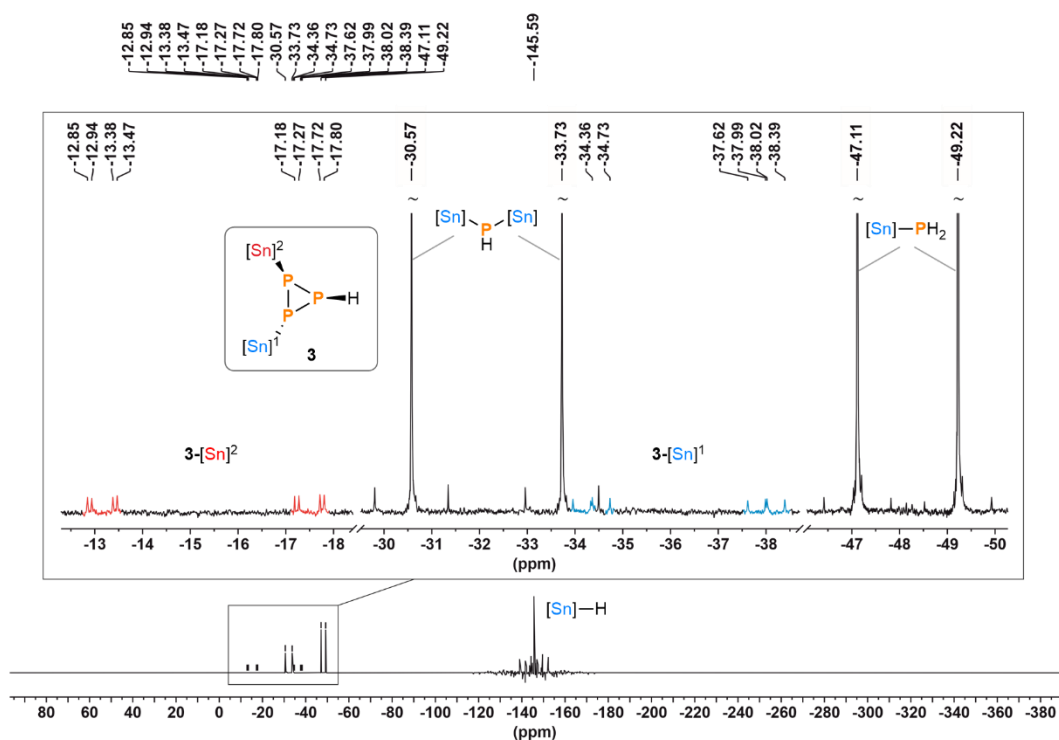 -12.85
-12.94
-13.38
-13.47
-17.18
-17.27
-17.72
-17.80
-30.57
-33.73
-34.36
-34.73
-37.62
-37.99
-38.02
-38.39
-47.11
-49.22
-145.59
-12.85
-12.94
-13.38
-13.47
-17.18
-17.27
-17.72
-17.80
-30.57
-33.73
-34.36
-34.73
-37.62
-37.99
-38.02
-38.39
-47.11
-49.22
~ ~ ~ ~
[Sn] P H [Sn]
[Sn]—PH2
[Sn]2
P
P H
P
[Sn]1
3
3-[Sn]2
3-[Sn]1
-13 -14 -15 -16 -17 -18 -30 -31 -32 -33 -34 -35 -36 -37 -38 -47 -48 -49 -50
(ppm) (ppm) (ppm)
[Sn]—H
80 60 40 20 0 -20 -40 -60 -80 -100 -120 -140 -160 -180 -200 -220 -240 -260 -280 -300 -320 -340 -360 -380
(ppm) (ppm)